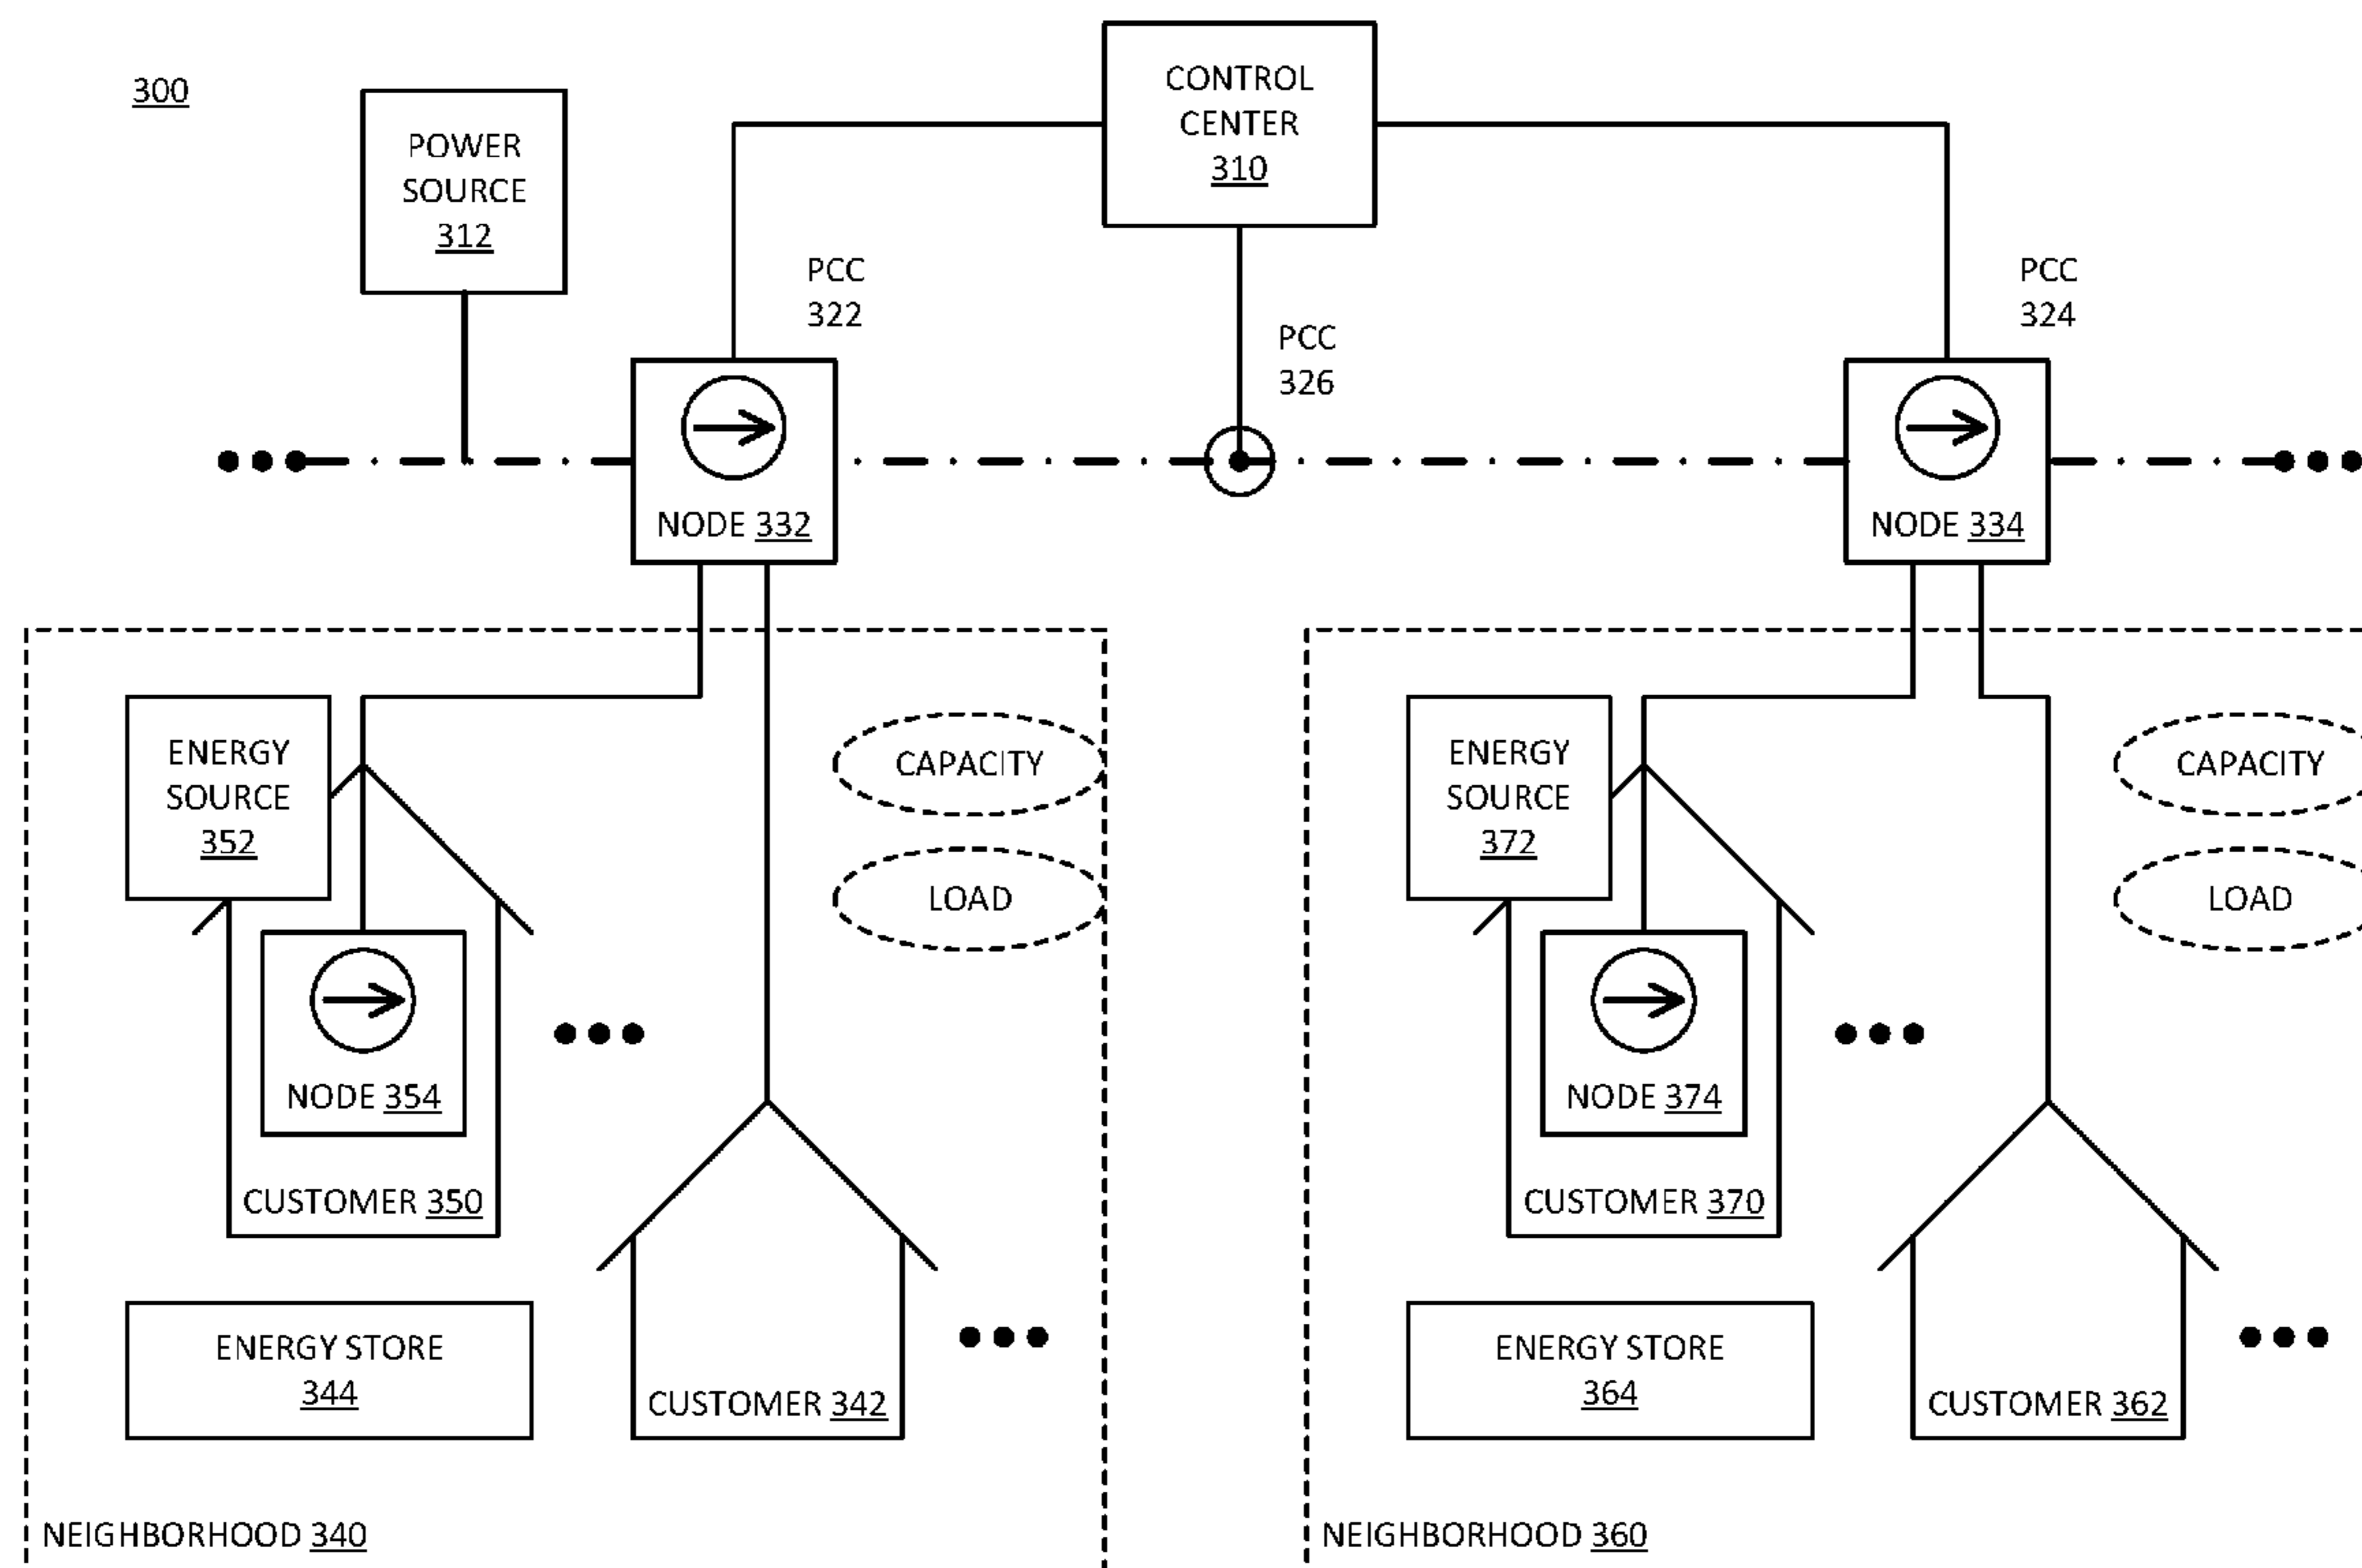 300
POWER
SOURCE
312
CONTROL
CENTER
310
PCC
322
PCC
326
PCC
324
NODE 332
NODE 334
ENERGY
SOURCE
352
CAPACITY
LOAD
NODE 354
CUSTOMER 350
ENERGY STORE
344
CUSTOMER 342
NEIGHBORHOOD 340
ENERGY
SOURCE
372
CAPACITY
LOAD
NODE 374
CUSTOMER 370
ENERGY STORE
364
CUSTOMER 362
NEIGHBORHOOD 360